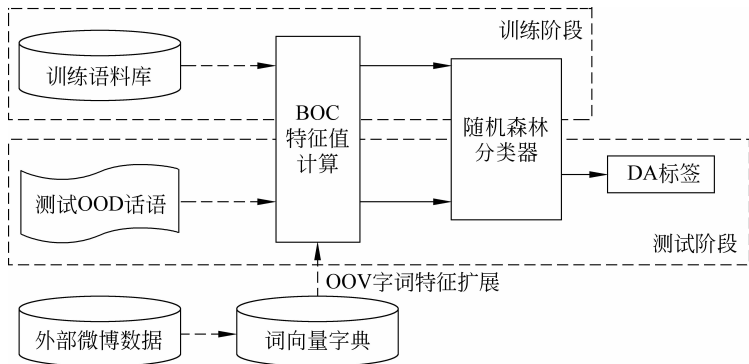 训练阶段
训练语料库
BOC
特征值
计算
随机森林
分类器
DA标签
测试OOD话语
测试阶段
OOV字词特征扩展
外部微博数据
词向量字典